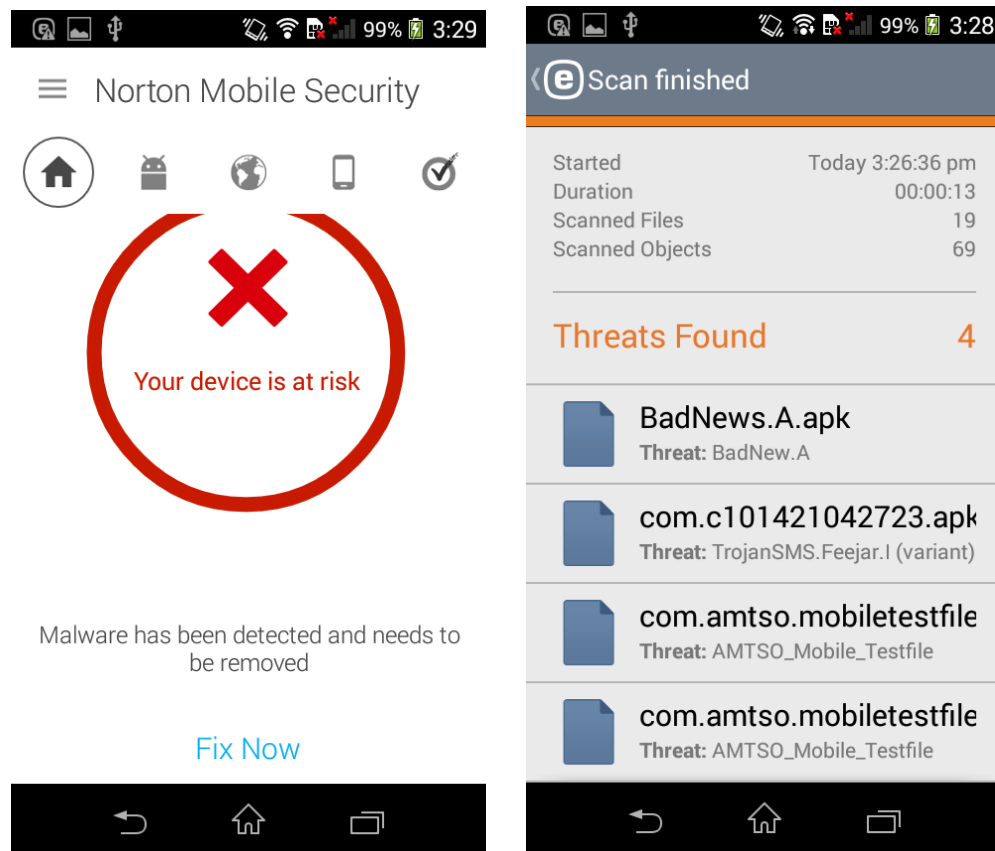 99% 3:29
Norton Mobile Security
Your device is at risk
Malware has been detected and needs to
be removed
Fix Now
99% 3:28
e Scan finished
Started Today 3:26:36 pm
Duration 00:00:13
Scanned Files 19
Scanned Objects 69
Threats Found 4
BadNews.A.apk
Threat: BadNew.A
com.c101421042723.apk
Threat: TrojanSMS.Feejar.I (variant)
com.amtso.mobiletestfile
Threat: AMTSO_Mobile_Testfile
com.amtso.mobiletestfile
Threat: AMTSO_Mobile_Testfile